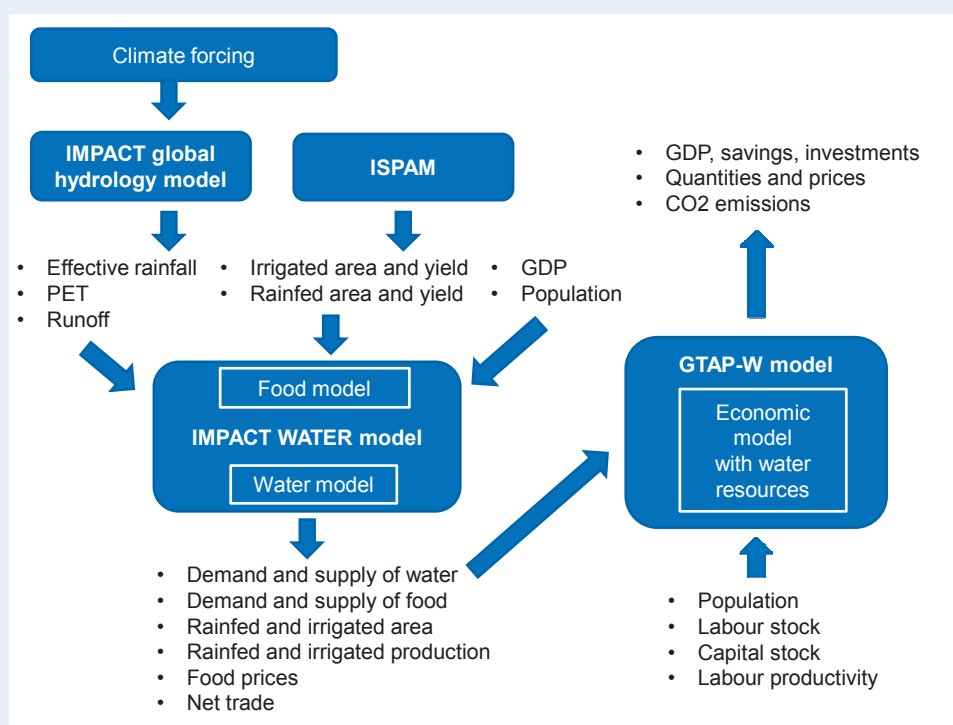 Climate forcing
IMPACT global
hydrology model
ISPAM
• GDP, savings, investments
• Quantities and prices
• CO2 emissions
• Effective rainfall
• PET
• Runoff
• Irrigated area and yield
• Rainfed area and yield
• GDP
• Population
Food model
IMPACT WATER model
Water model
GTAP-W model
Economic
model
with water
resources
• Demand and supply of water
• Demand and supply of food
• Rainfed and irrigated area
• Rainfed and irrigated production
• Food prices
• Net trade
• Population
• Labour stock
• Capital stock
• Labour productivity